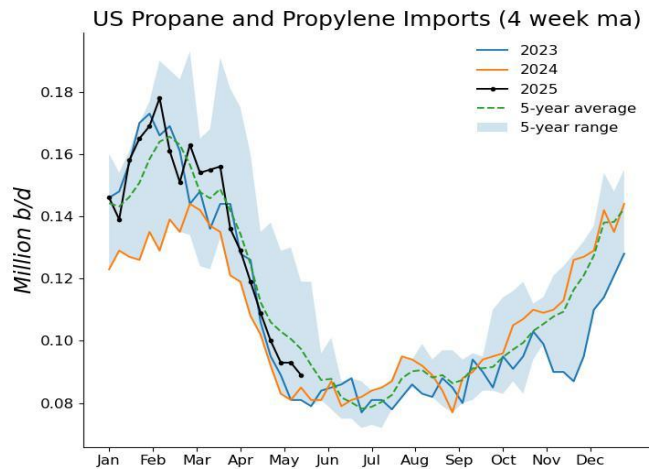 US Propane and Propylene Imports (4 week ma)
2023
2024
2025
5-year average
5-year range
Million b/d
0.18
0.16
0.14
0.12
0.10
0.08
Jan Feb Mar Apr May Jun Jul Aug Sep Oct Nov Dec